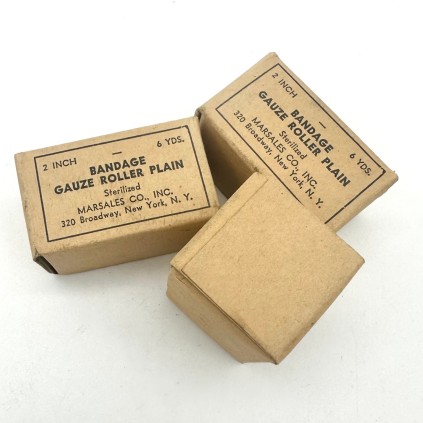 2 INCH 6 YDS.
BANDAGE
GAUZE ROLLER PLAIN
Sterilized
MARSALES CO., INC.
320 Broadway, New York, N. Y.
2 INCH 6 YDS.
BANDAGE
GAUZE ROLLER PLAIN
Sterilized
MARSALES CO., INC.
320 Broadway, New York, N. Y.